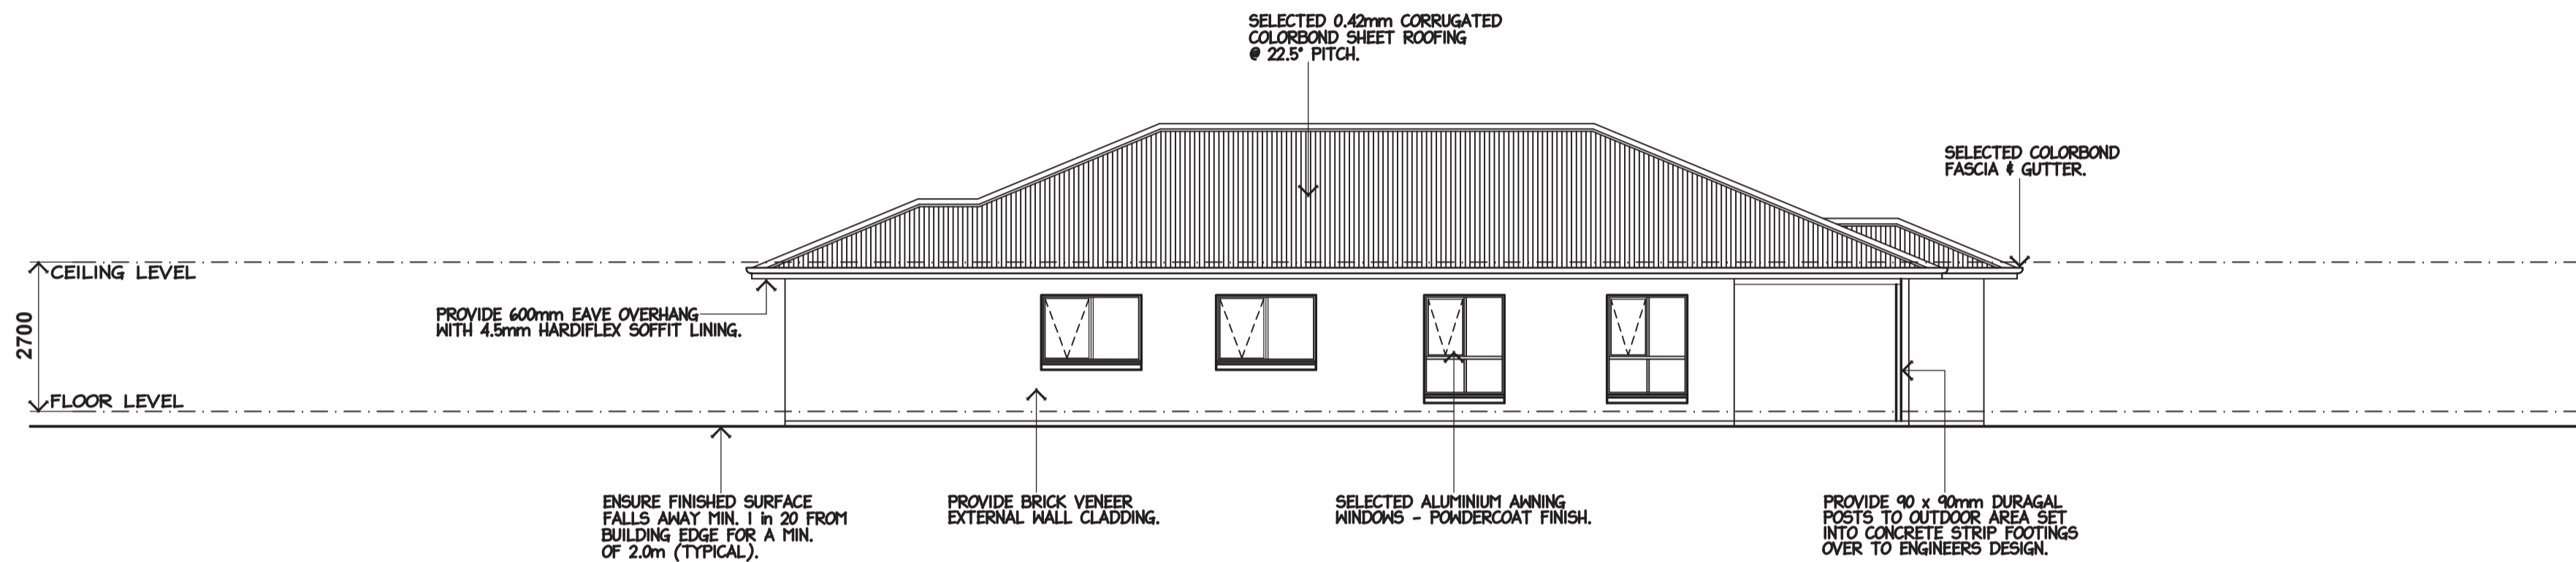 SELECTED 0.42mm CORRUGATED
COLORBOND SHEET ROOFING
@ 22.5° PITCH.
SELECTED COLORBOND
FASCIA & GUTTER.
CEILING LEVEL
PROVIDE 600mm EAVE OVERHANG
WITH 4.5mm HARDIFLEX SOFFIT LINING.
2700
FLOOR LEVEL
ENSURE FINISHED SURFACE
FALLS AWAY MIN. 1 in 20 FROM
BUILDING EDGE FOR A MIN.
OF 2.0m (TYPICAL).
PROVIDE BRICK VENEER
EXTERNAL WALL CLADDING.
SELECTED ALUMINIUM AWNING
WINDOWS - POWDERCOAT FINISH.
PROVIDE 90 x 90mm DURAGAL
POSTS TO OUTDOOR AREA SET
INTO CONCRETE STRIP FOOTINGS
OVER TO ENGINEERS DESIGN.